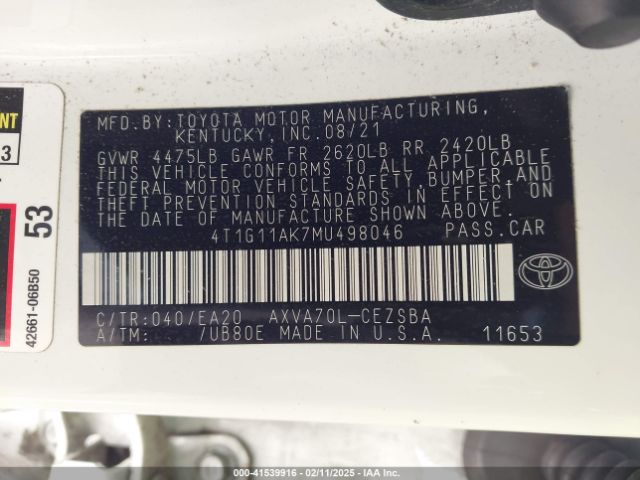 MFD.BY:TOYOTA MOTOR MANUFACTURING,
KENTUCKY,INC.08/21
GVWR 4475LB GAWR FR 2620LB RR 2420LB
THIS VEHICLE CONFORMS TO ALL APPLICABLE
FEDERAL MOTOR VEHICLE SAFETY,BUMPER AND
THEFT PREVENTION STANDARDS IN EFFECT ON
THE DATE OF MANUFACTURE SHOWN ABOVE.
4T1G11AK7MU498046 PASS.CAR
C/TR:040/EA20 AXVA70L-CEZSBA
A/TM: 7UB80E MADE IN U.S.A. 11653
53
42661-06B50
3
000-41539916 - 02/11/2025 - IAA Inc.